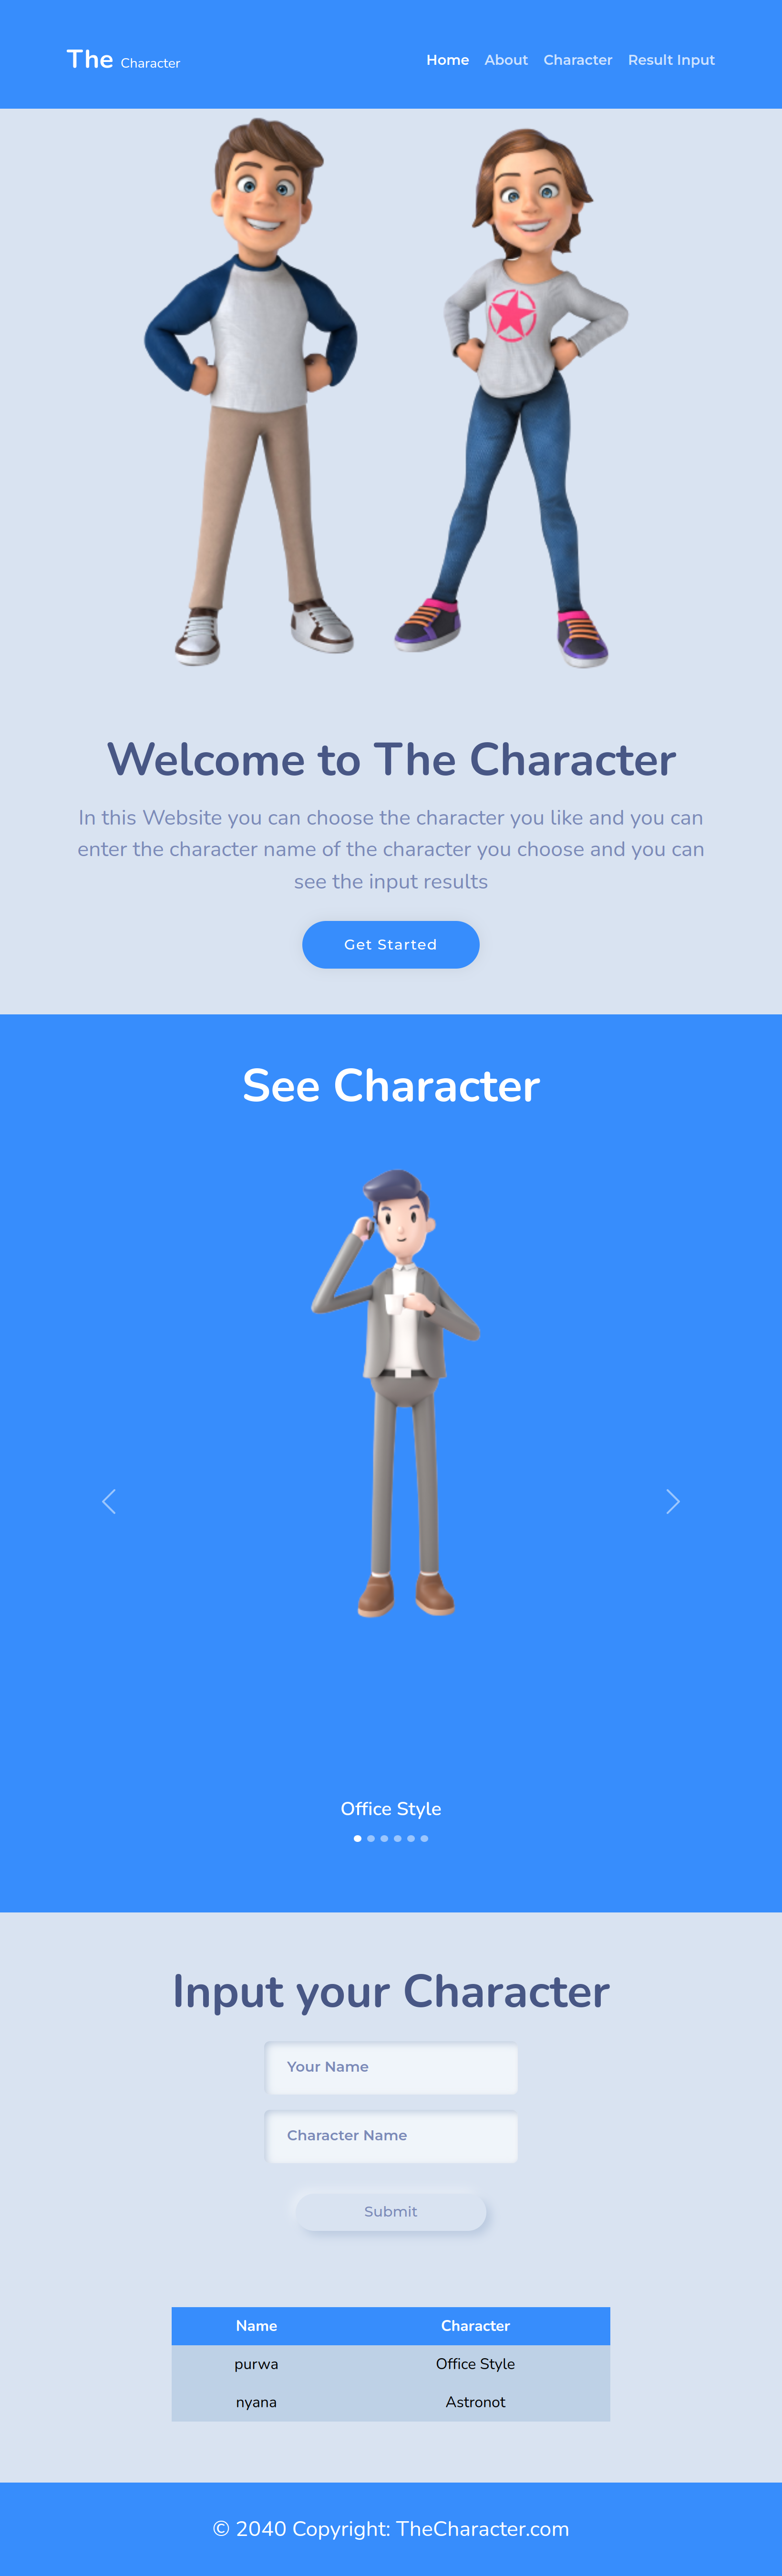 The Character
Home About Character Result Input
Welcome to The Character
In this Website you can choose the character you like and you can
enter the character name of the character you choose and you can
see the input results
Get Started
See Character
Office Style
Input your Character
Your Name
Character Name
Submit
Name Character
purwa Office Style
nyana Astronot
© 2040 Copyright: TheCharacter.com